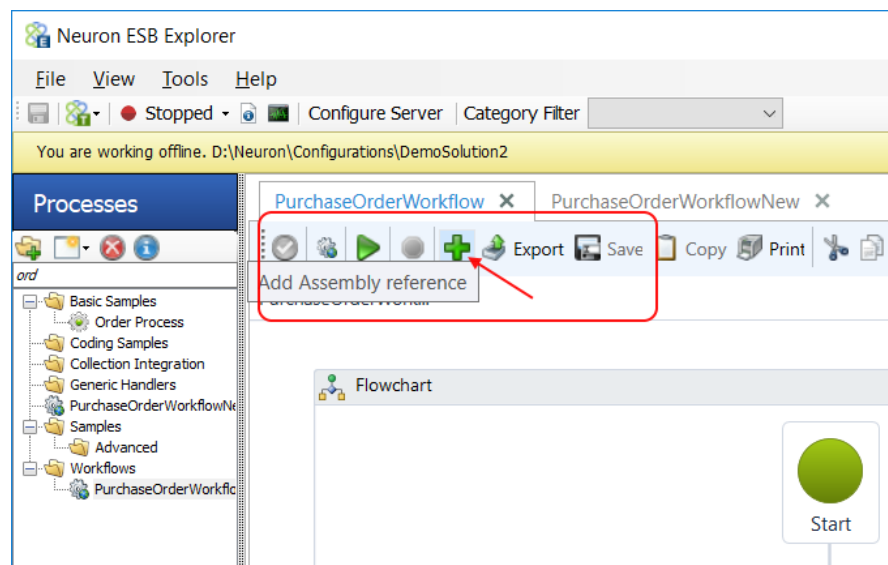 Neuron ESB Explorer
File View Tools Help
Stopped Configure Server Category Filter
You are working offline. D:\Neuron\Configurations\DemoSolution2
Processes
PurchaseOrderWorkflow PurchaseOrderWorkflowNew
Export Save Copy Print
ord
Add Assembly reference
Basic Samples
Order Process
Coding Samples
Collection Integration
Generic Handlers
PurchaseOrderWorkflowNe
Samples
Advanced
Workflows
PurchaseOrderWorkflo
Flowchart
Start